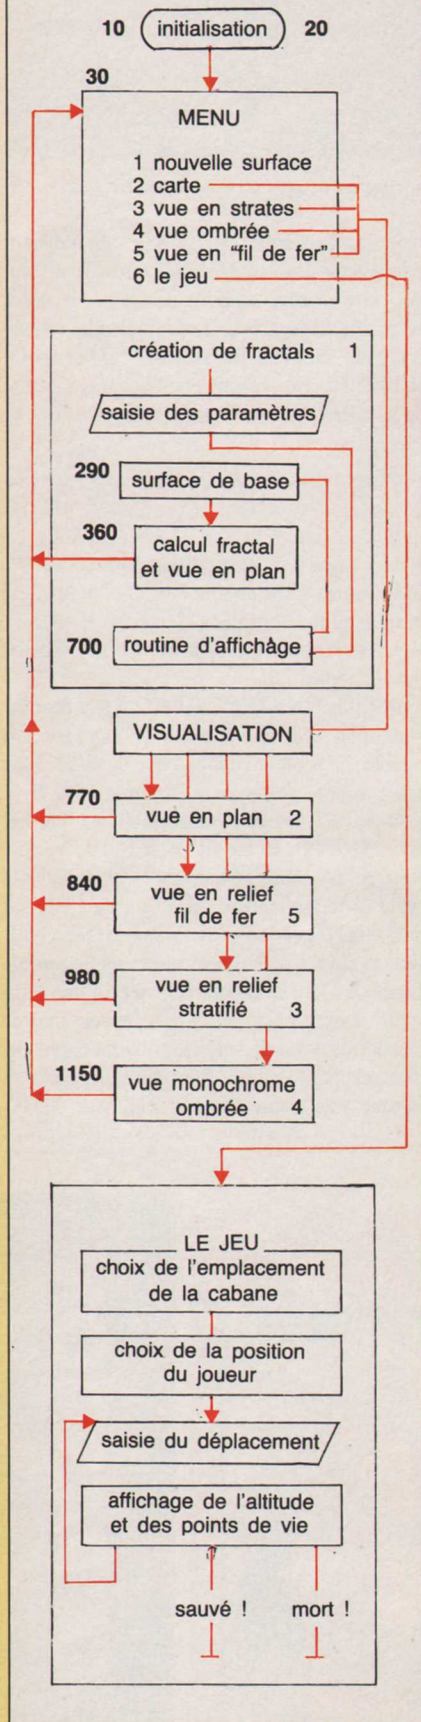 10 initialisation 20
30
MENU
1 nouvelle surface
2 carte
3 vue en strates
4 vue ombrée
5 vue en “fil de fer”
6 le jeu
création de fractals 1
saisie des paramètres
290 surface de base
360 calcul fractal
et vue en plan
700 routine d'affichage
VISUALISATION
770
vue en plan 2
840
vue en relief
fil de fer 5
980 vue en relief
stratifié 3
1150 vue monochrome
ombrée 4
LE JEU
choix de l'emplacement
de la cabane
choix de la position
du joueur
saisie du déplacement
affichage de l'altitude
et des points de vie
sauvé ! mort !